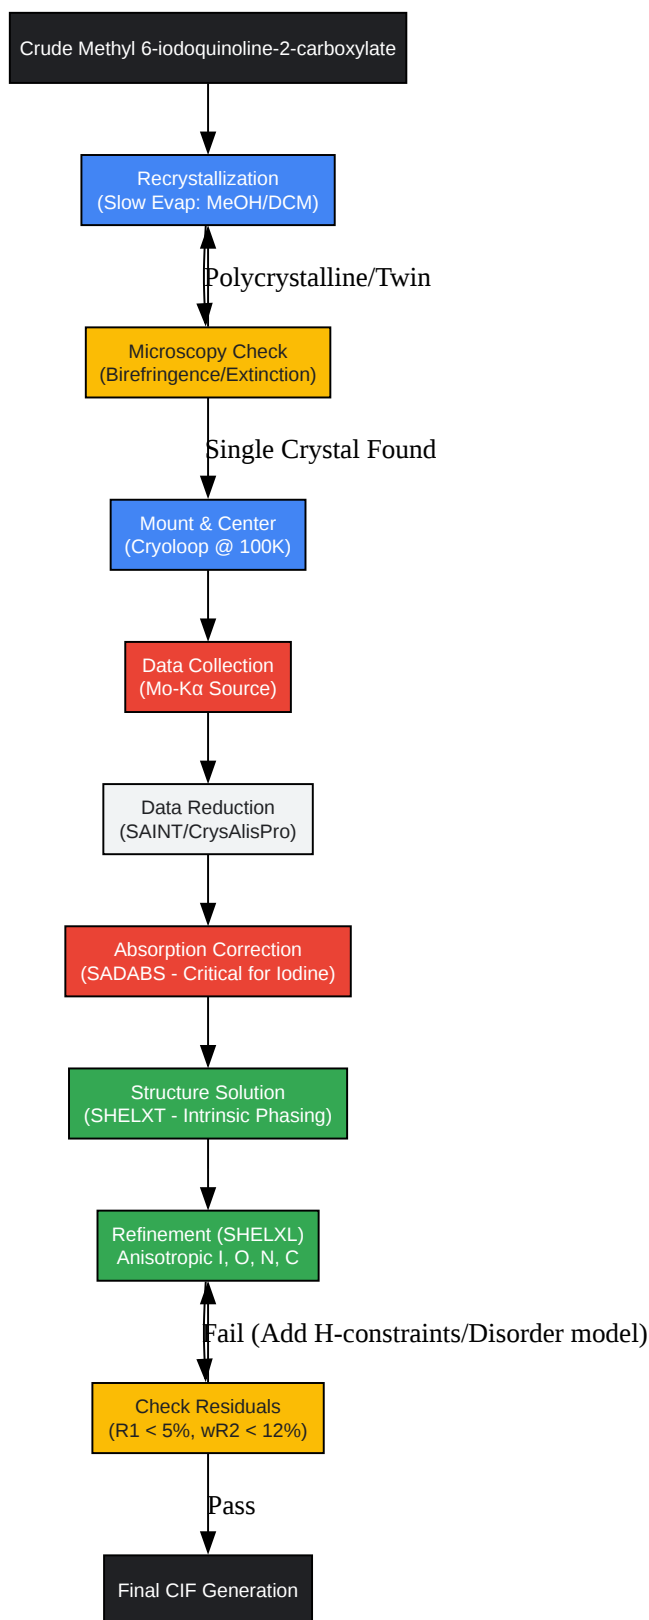 Crude Methyl 6-iodoquinoline-2-carboxylate
Recrystallization
(Slow Evap: MeOH/DCM)
Polycrystalline/Twin
Microscopy Check
(Birefringence/Extinction)
Single Crystal Found
Mount & Center
(Cryoloop @ 100K)
Data Collection
(Mo-Kα Source)
Data Reduction
(SAINT/CrysAlisPro)
Absorption Correction
(SADABS - Critical for Iodine)
Structure Solution
(SHELXT - Intrinsic Phasing)
Refinement (SHELXL)
Anisotropic I, O, N, C
Fail (Add H-constraints/Disorder model)
Check Residuals
(R1 < 5%, wR2 < 12%)
Pass
Final CIF Generation